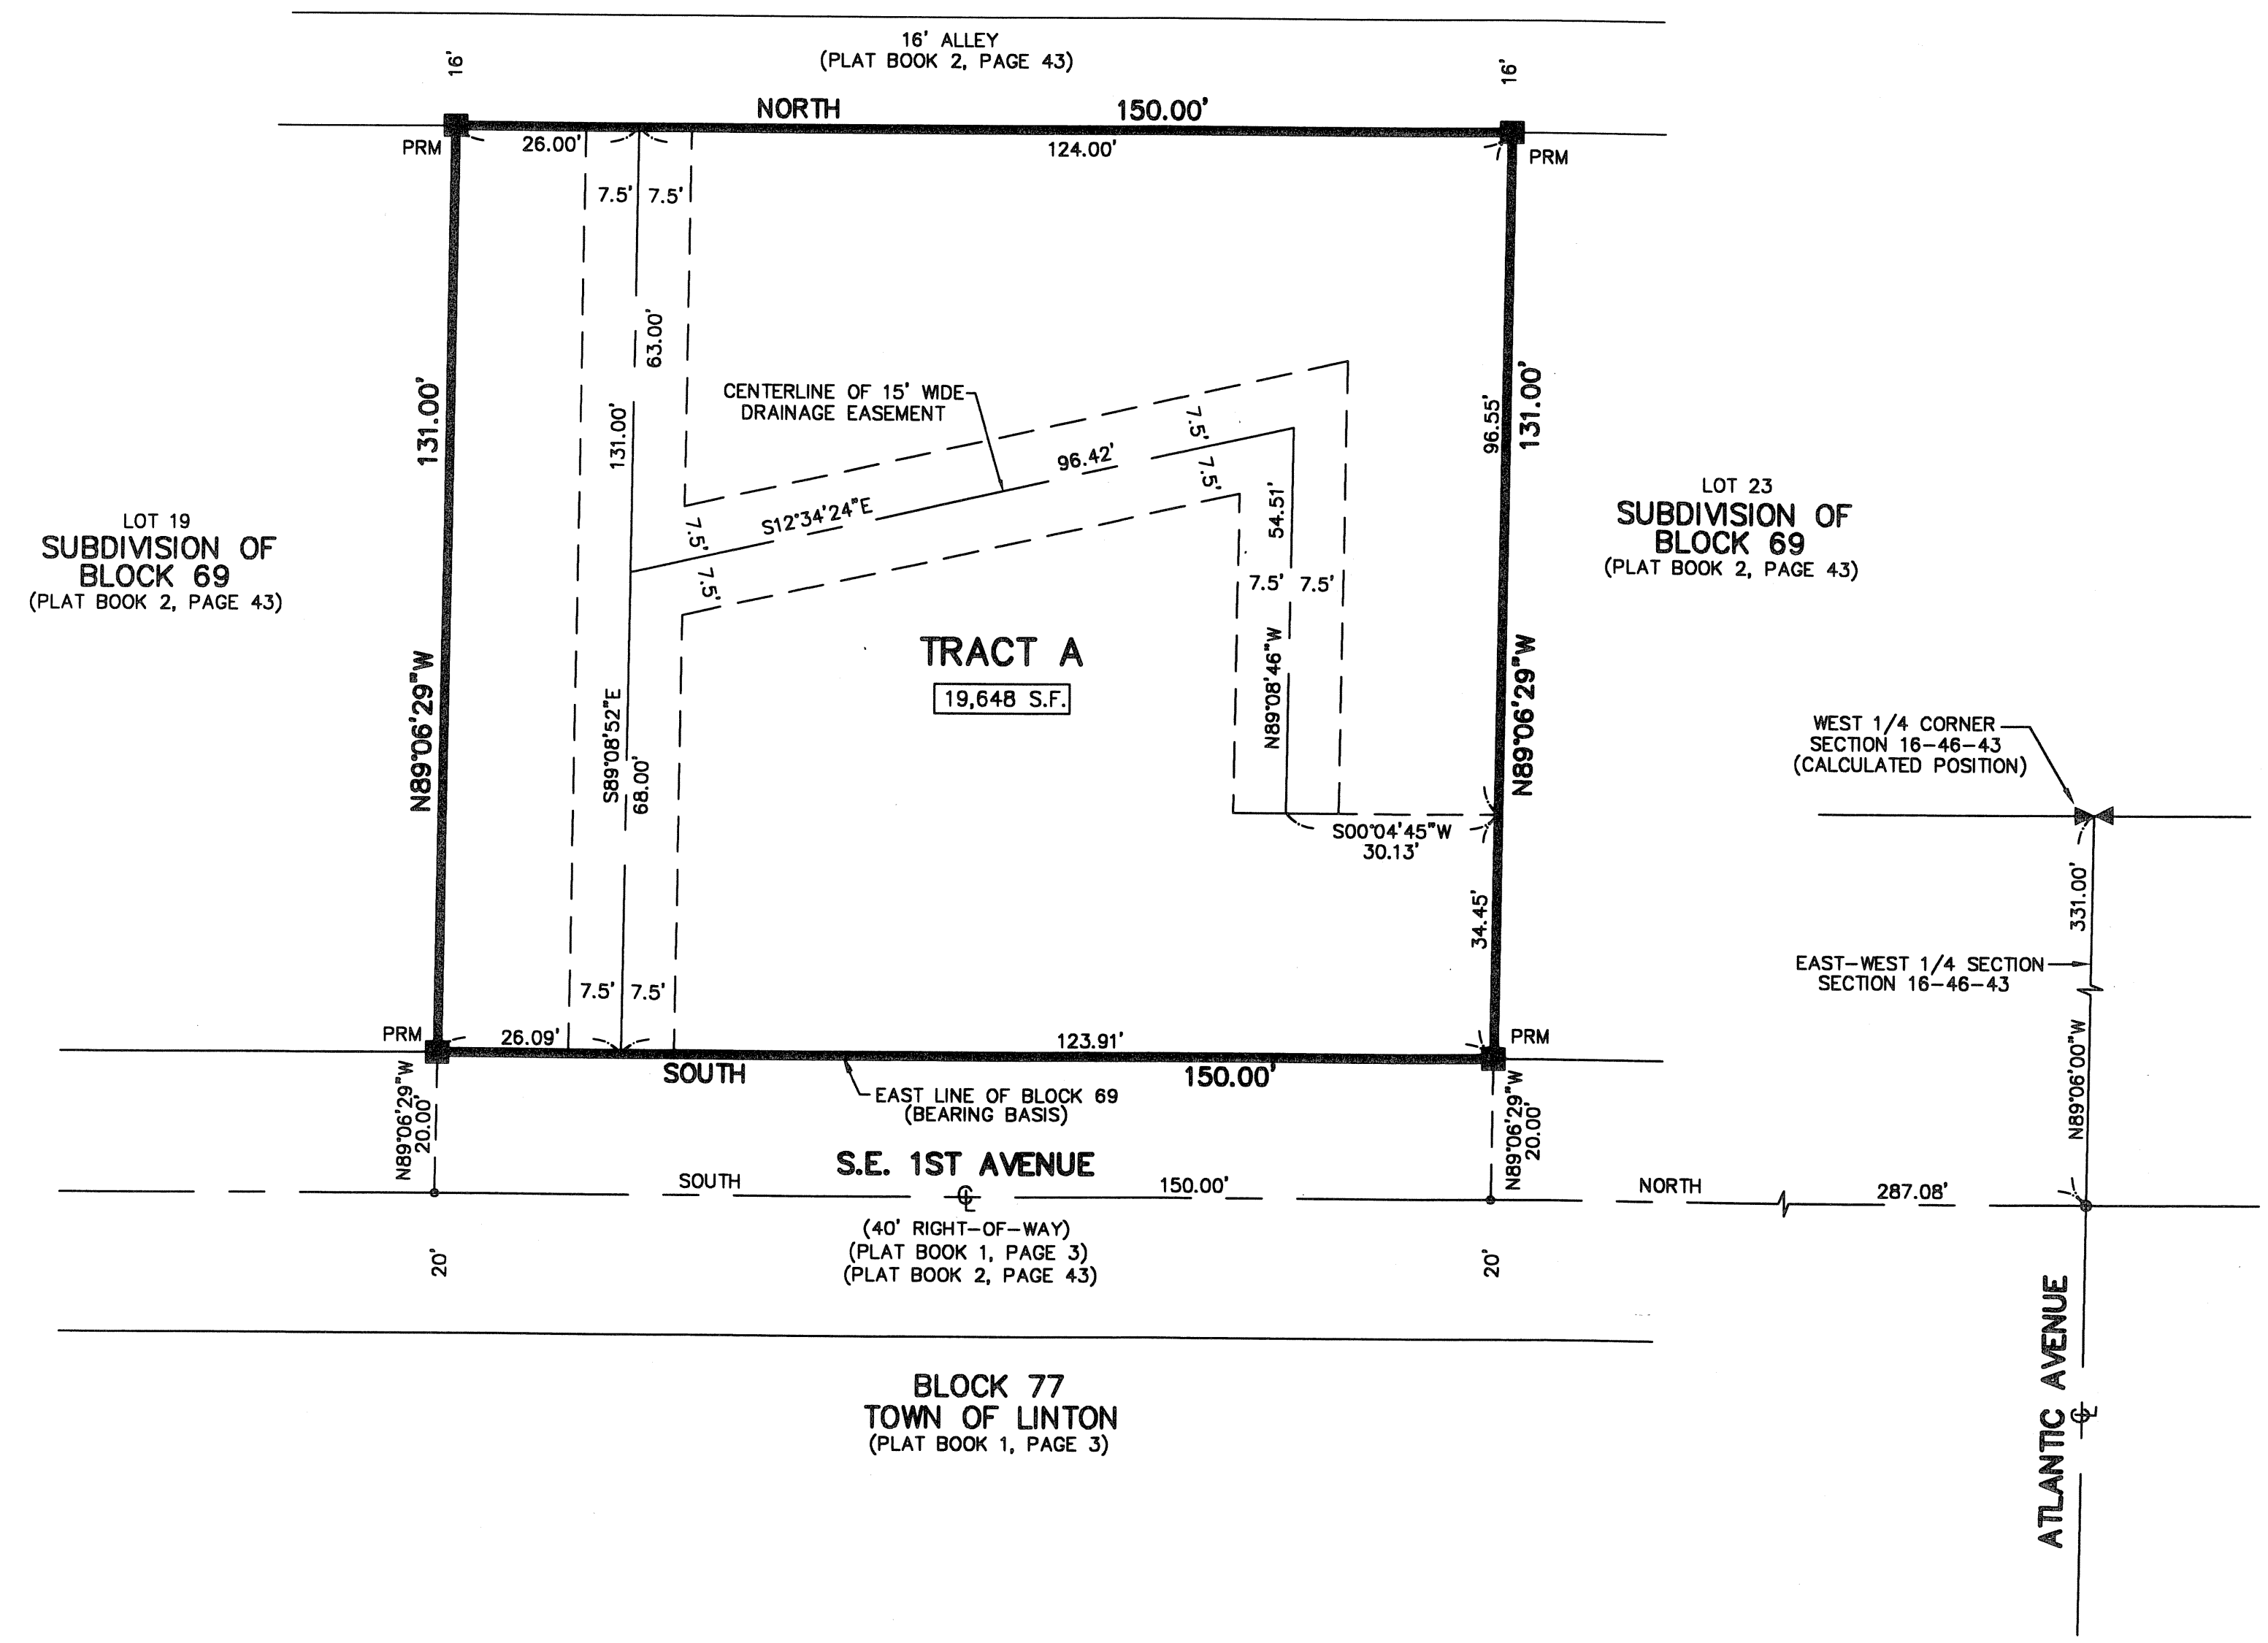 16' ALLEY
(PLAT BOOK 2, PAGE 43)
16'
16'
NORTH
150.00'
PRM
26.00'
124.00'
PRM
7.5'
7.5'
63.00'
131.00'
131.00'
CENTERLINE OF 15' WIDE
DRAINAGE EASEMENT
7.5'
7.5'
96.42'
S12°34'24"E
7.5'
7.5'
54.51'
96.55'
131.00'
LOT 19
SUBDIVISION OF
BLOCK 69
(PLAT BOOK 2, PAGE 43)
LOT 23
SUBDIVISION OF
BLOCK 69
(PLAT BOOK 2, PAGE 43)
7.5'
7.5'
TRACT A
19,648 S.F.
N89°06'29"W
S89°08'52"E
68.00'
N89°08'46"W
N89°06'29"W
S00°04'45"W
30.13'
34.45'
WEST 1/4 CORNER
SECTION 16-46-43
(CALCULATED POSITION)
331.00'
EAST-WEST 1/4 SECTION
SECTION 16-46-43
N89°06'00"W
7.5'
7.5'
PRM
26.09'
123.91'
PRM
SOUTH
150.00'
EAST LINE OF BLOCK 69
(BEARING BASIS)
N89°06'29"W
20.00'
N89°06'29"W
20.00'
S.E. 1ST AVENUE
SOUTH
150.00'
NORTH
287.08'
CL
(40' RIGHT-OF-WAY)
(PLAT BOOK 1, PAGE 3)
(PLAT BOOK 2, PAGE 43)
20'
20'
BLOCK 77
TOWN OF LINTON
(PLAT BOOK 1, PAGE 3)
ATLANTIC AVENUE
CL